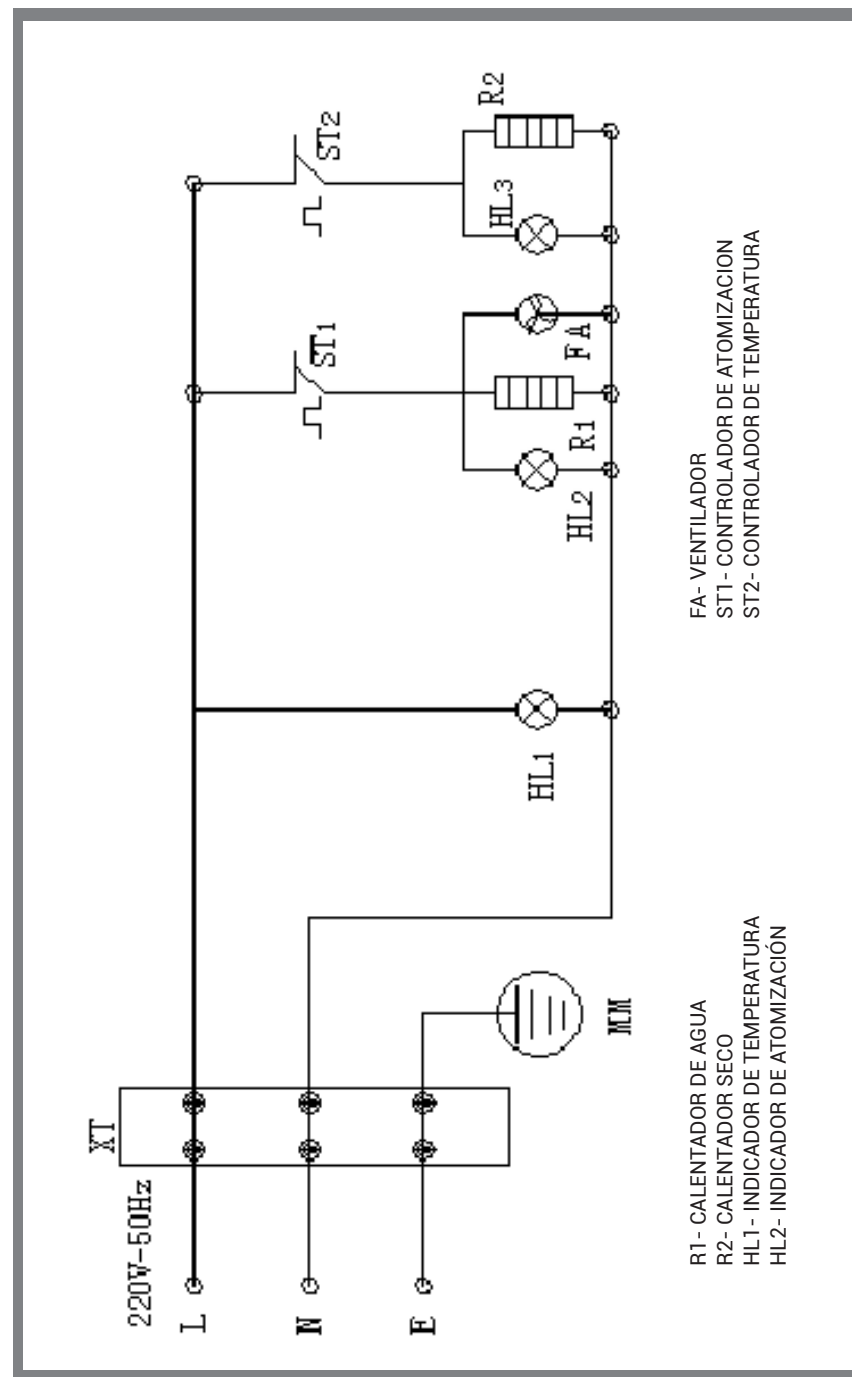 220V-50Hz
XT
L
N
E
MM
HL1
HL2
R1
FA
ST1
HL3
R2
ST2
R1- CALENTADOR DE AGUA
R2- CALENTADOR SECO
HL1- INDICADOR DE TEMPERATURA
HL2- INDICADOR DE ATOMIZACIÓN
FA- VENTILADOR
ST1- CONTROLADOR DE ATOMIZACION
ST2- CONTROLADOR DE TEMPERATURA